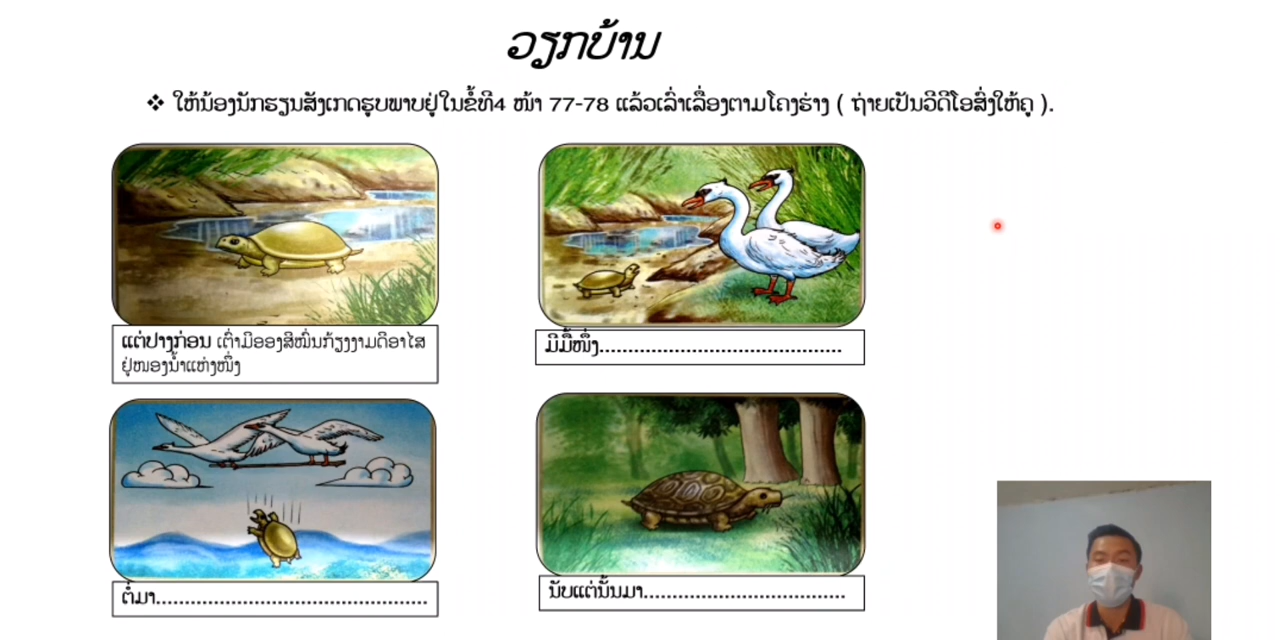 ວຽກບ້ານ
❖ ໃຫ້ນ້ອງນັກຮຽນສັງເກດຮູບພາບຢູ່ໃນຂໍ້ທີ4 ໜ້າ 77-78 ແລ້ວເລົ່າເລື່ອງຕາມໂຄງຮ່າງ ( ຖ່າຍເປັນວີດີໂອສົ່ງໃຫ້ຄູ ).
ແຕ່ປາງກ່ອນ ເຕົ່າມີອອງສີໝົ່ນກ້ຽງງາມດີອາໄສ
ຢູ່ໜອງນ້ຳແຫ່ງໜຶ່ງ
ມີມື້ໜຶ່ງ..........................................
ຕໍ່ມາ...............................................
ນັບແຕ່ນັ້ນມາ...................................